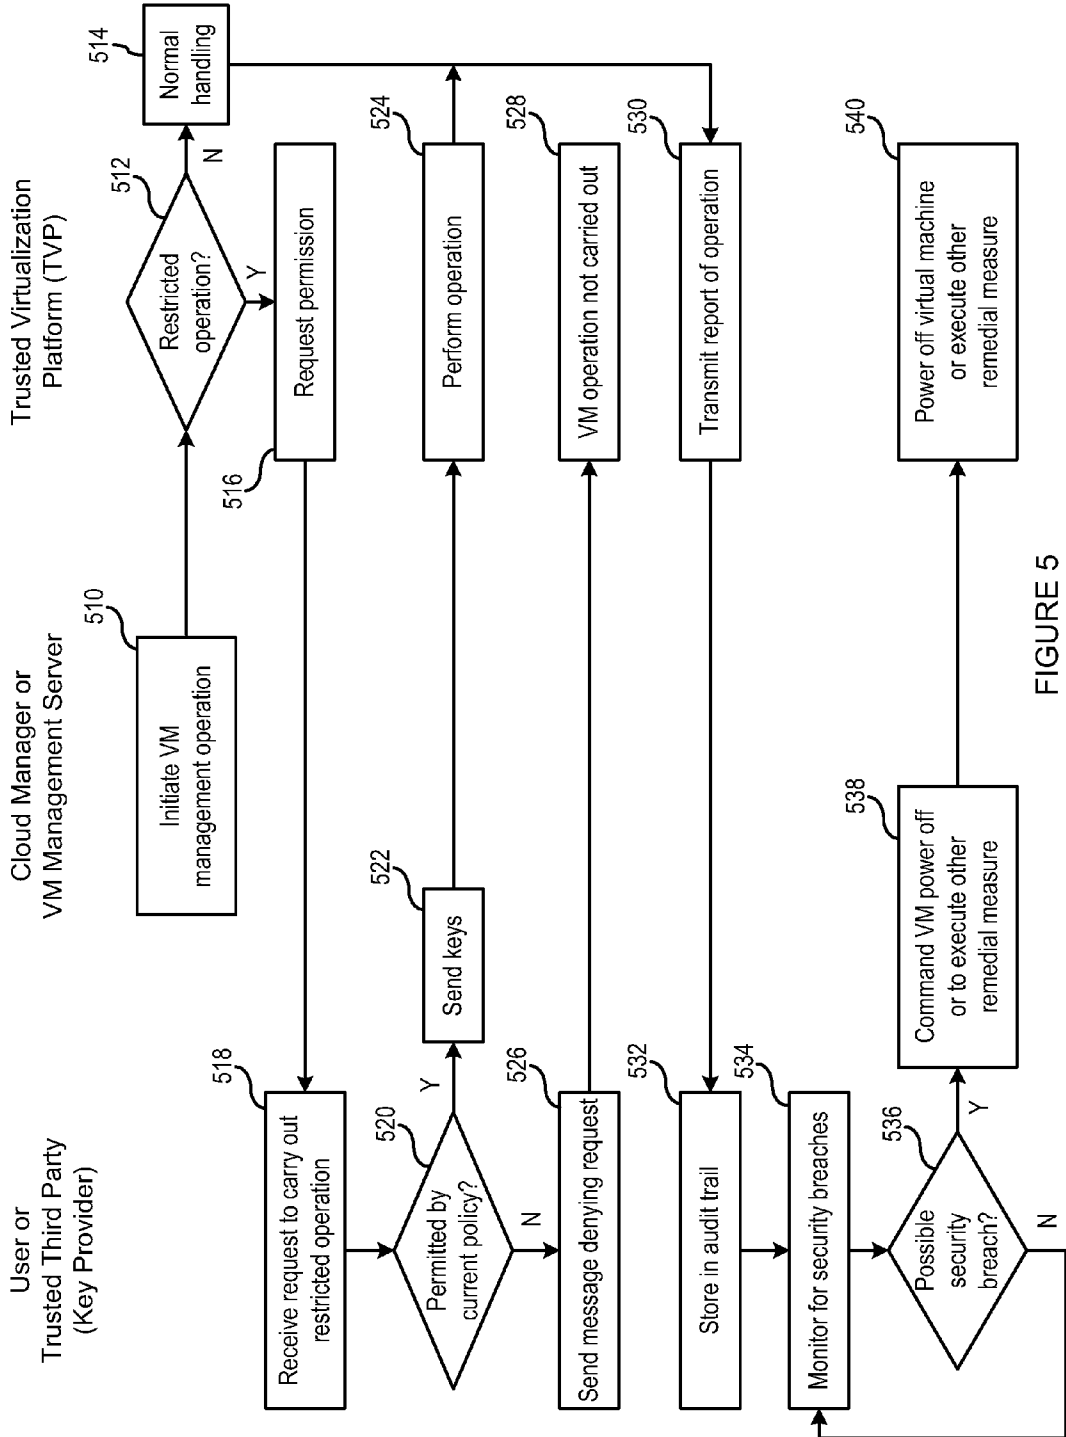 User or
Trusted Third Party
(Key Provider)
Cloud Manager or
VM Management Server
Trusted Virtualization
Platform (TVP)
510
Initiate VM
management operation
512
Restricted
operation?
N
Y
514
Normal
handling
516
Request permission
518
Receive request to carry out
restricted operation
520
Permitted by
current policy?
Y
N
522
Send keys
524
Perform operation
526
Send message denying request
528
VM operation not carried out
530
Transmit report of operation
532
Store in audit trail
534
Monitor for security breaches
536
Possible
security
breach?
Y
N
538
Command VM power off
or to execute other
remedial measure
540
Power off virtual machine
or execute other
remedial measure
FIGURE 5